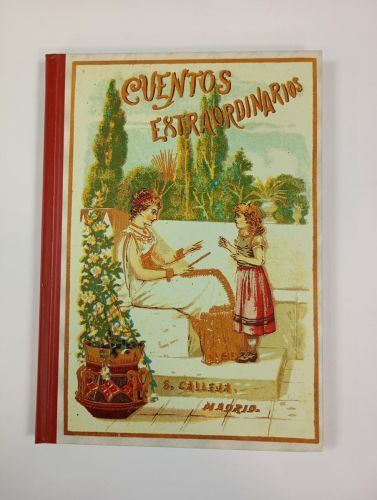 CUENTOS
EXTRAORDINARIOS
S. CALLEJA.
MADRID.